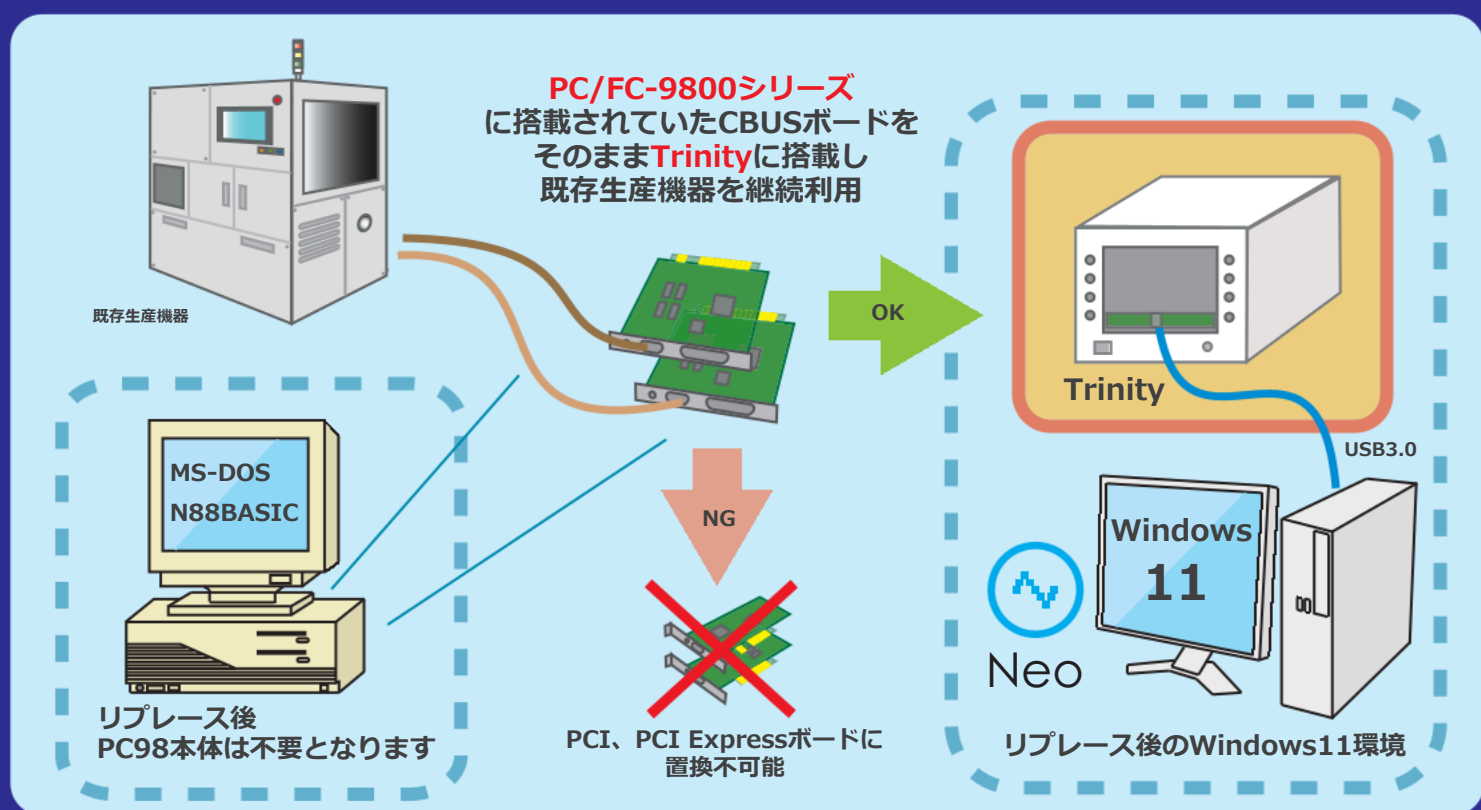 PC/FC-9800シリーズ
に搭載されていたCBUSボードを
そのままTrinityに搭載し
既存生産機器を継続利用
既存生産機器
OK
Trinity
USB3.0
MS-DOS
N88BASIC
NG
Windows
11
Neo
リプレース後
PC98本体は不要となります
PCI、PCI Expressボードに
置換不可能
リプレース後のWindows11環境